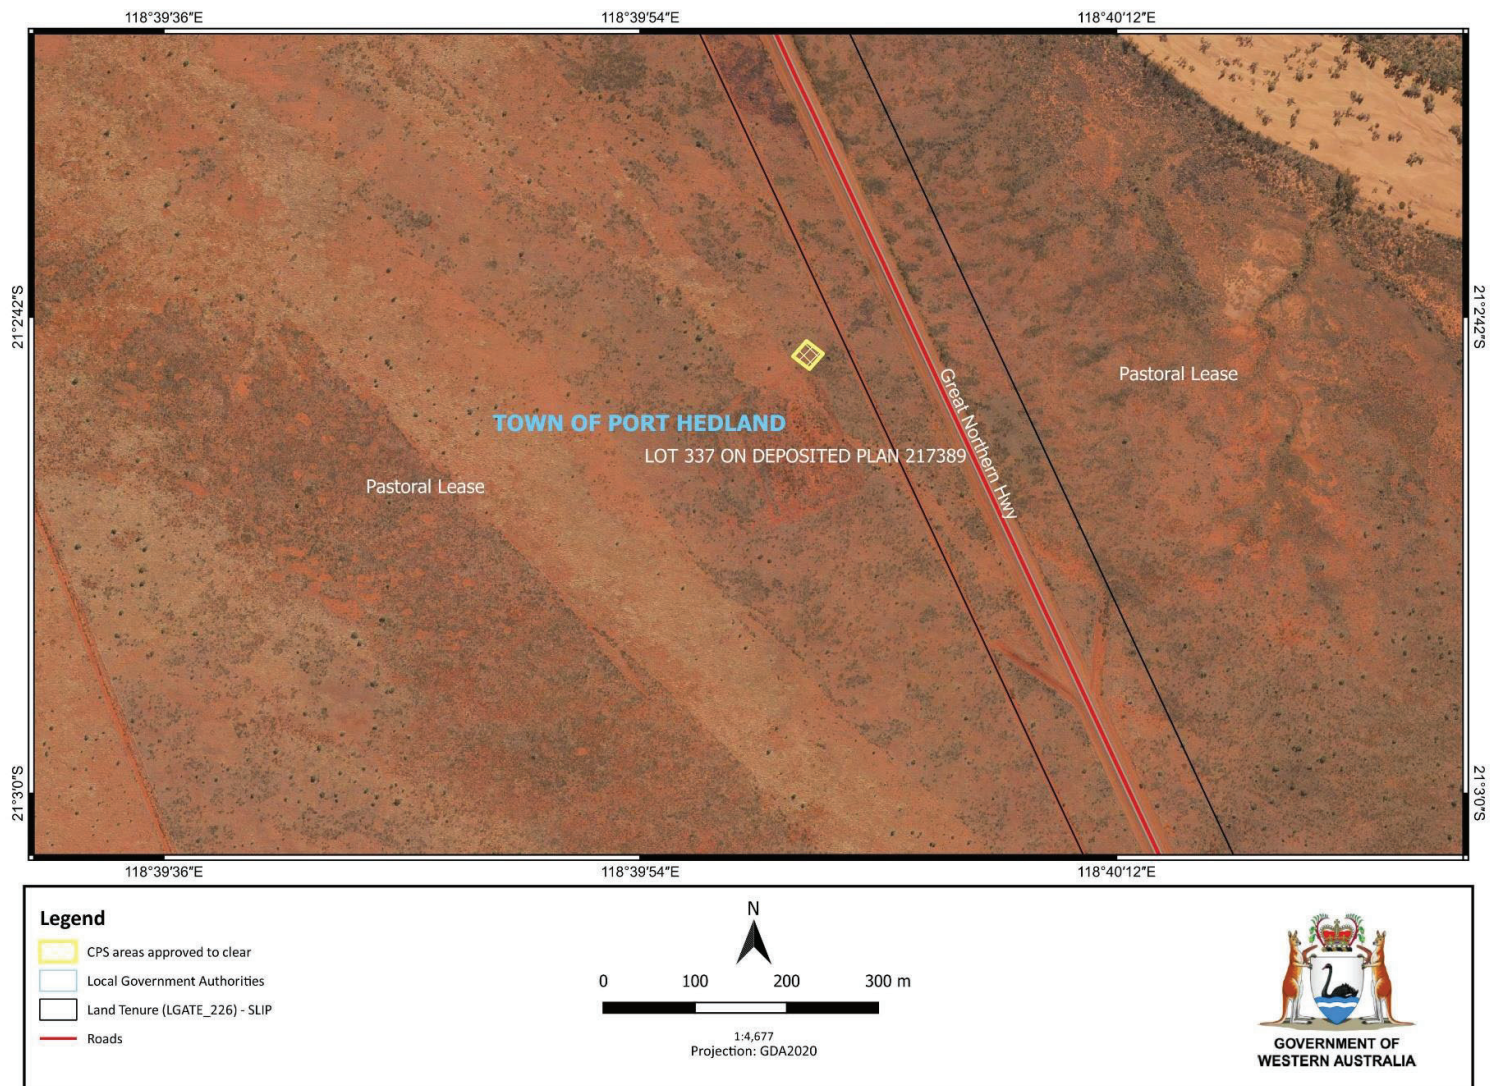 118°39'36"E 118°39'54"E 118°40'12"E
21°2'42"S 21°2'42"S
Great Northern Hwy
Pastoral Lease
TOWN OF PORT HEDLAND
LOT 337 ON DEPOSITED PLAN 217389
Pastoral Lease
21°3'0"S 21°3'0"S
118°39'36"E 118°39'54"E 118°40'12"E
Legend
CPS areas approved to clear
Local Government Authorities
Land Tenure (LGATE_226) - SLIP
Roads
N
0 100 200 300 m
1:4,677
Projection: GDA2020
GOVERNMENT OF
WESTERN AUSTRALIA